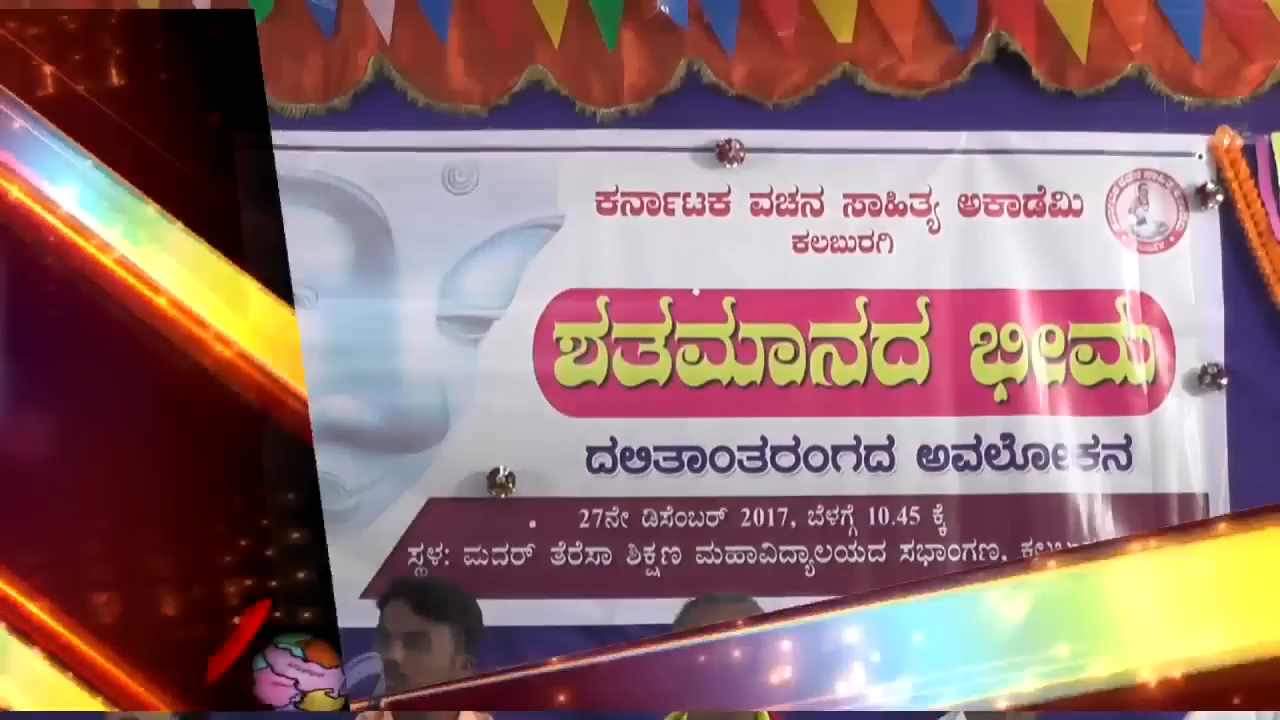 ಕರ್ನಾಟಕ ವಚನ ಸಾಹಿತ್ಯ ಅಕಾಡೆಮಿ
ಕಲಬುರಗಿ
ಶತಮಾನದ ಭೀಮ
ದಲಿತಾಂತರಂಗದ ಅವಲೋಕನ
27ನೇ ಡಿಸೆಂಬರ್ 2017, ಬೆಳಗ್ಗೆ 10.45 ಕ್ಕೆ
ಸ್ಥಳ: ಮದರ್ ತೆರೆಸಾ ಶಿಕ್ಷಣ ಮಹಾವಿದ್ಯಾಲಯದ ಸಭಾಂಗಣ,